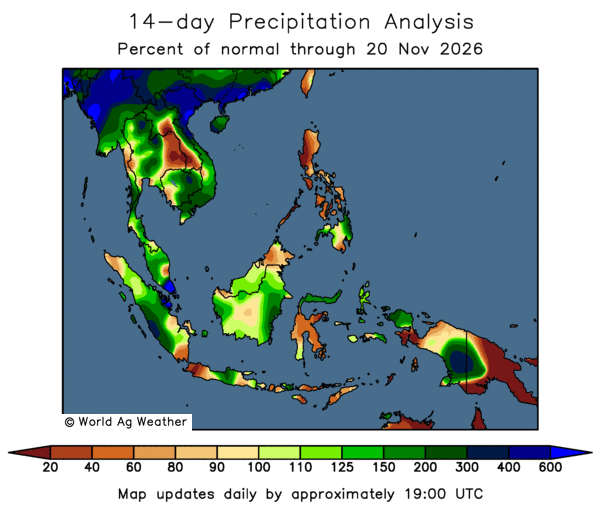 14-day Precipitation Analysis
Percent of normal through 20 Nov 2026
© World Ag Weather
20 40 60 80 90 100 110 125 150 200 300 400 600
Map updates daily by approximately 19:00 UTC